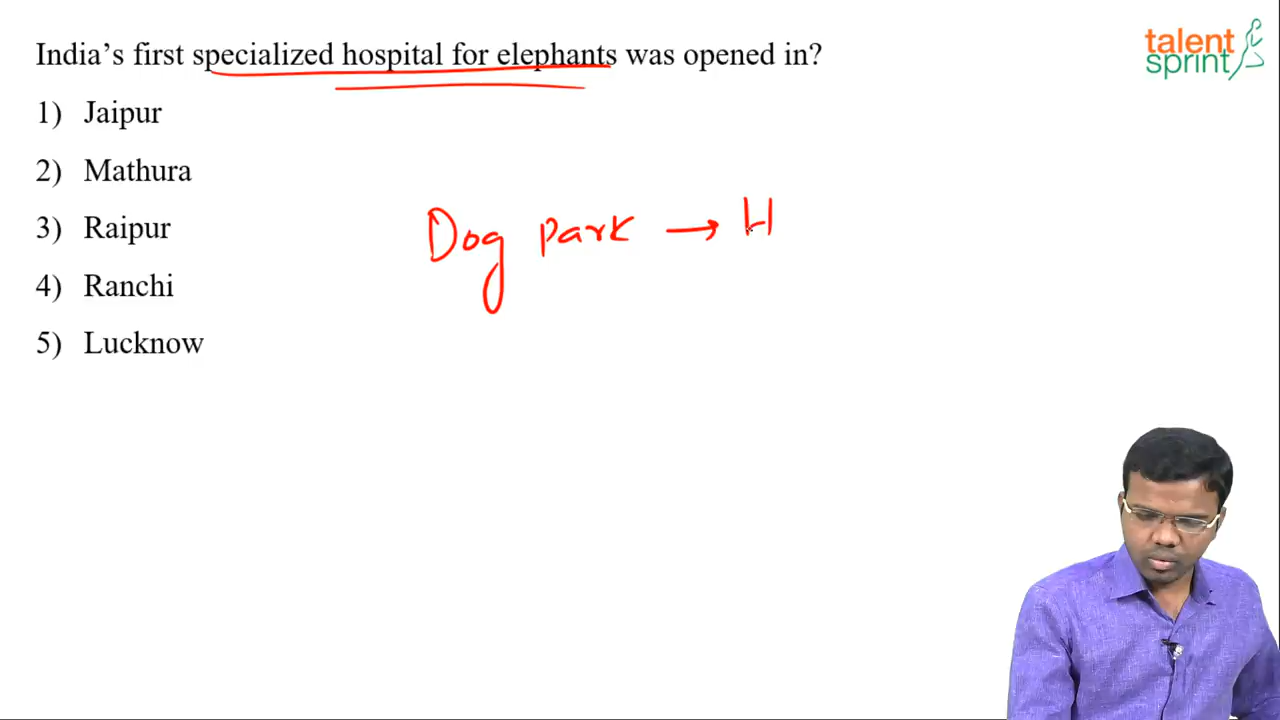 India's first specialized hospital for elephants was opened in?
talent
sprint
1) Jaipur
2) Mathura
3) Raipur
4) Ranchi
5) Lucknow
Dog park → H